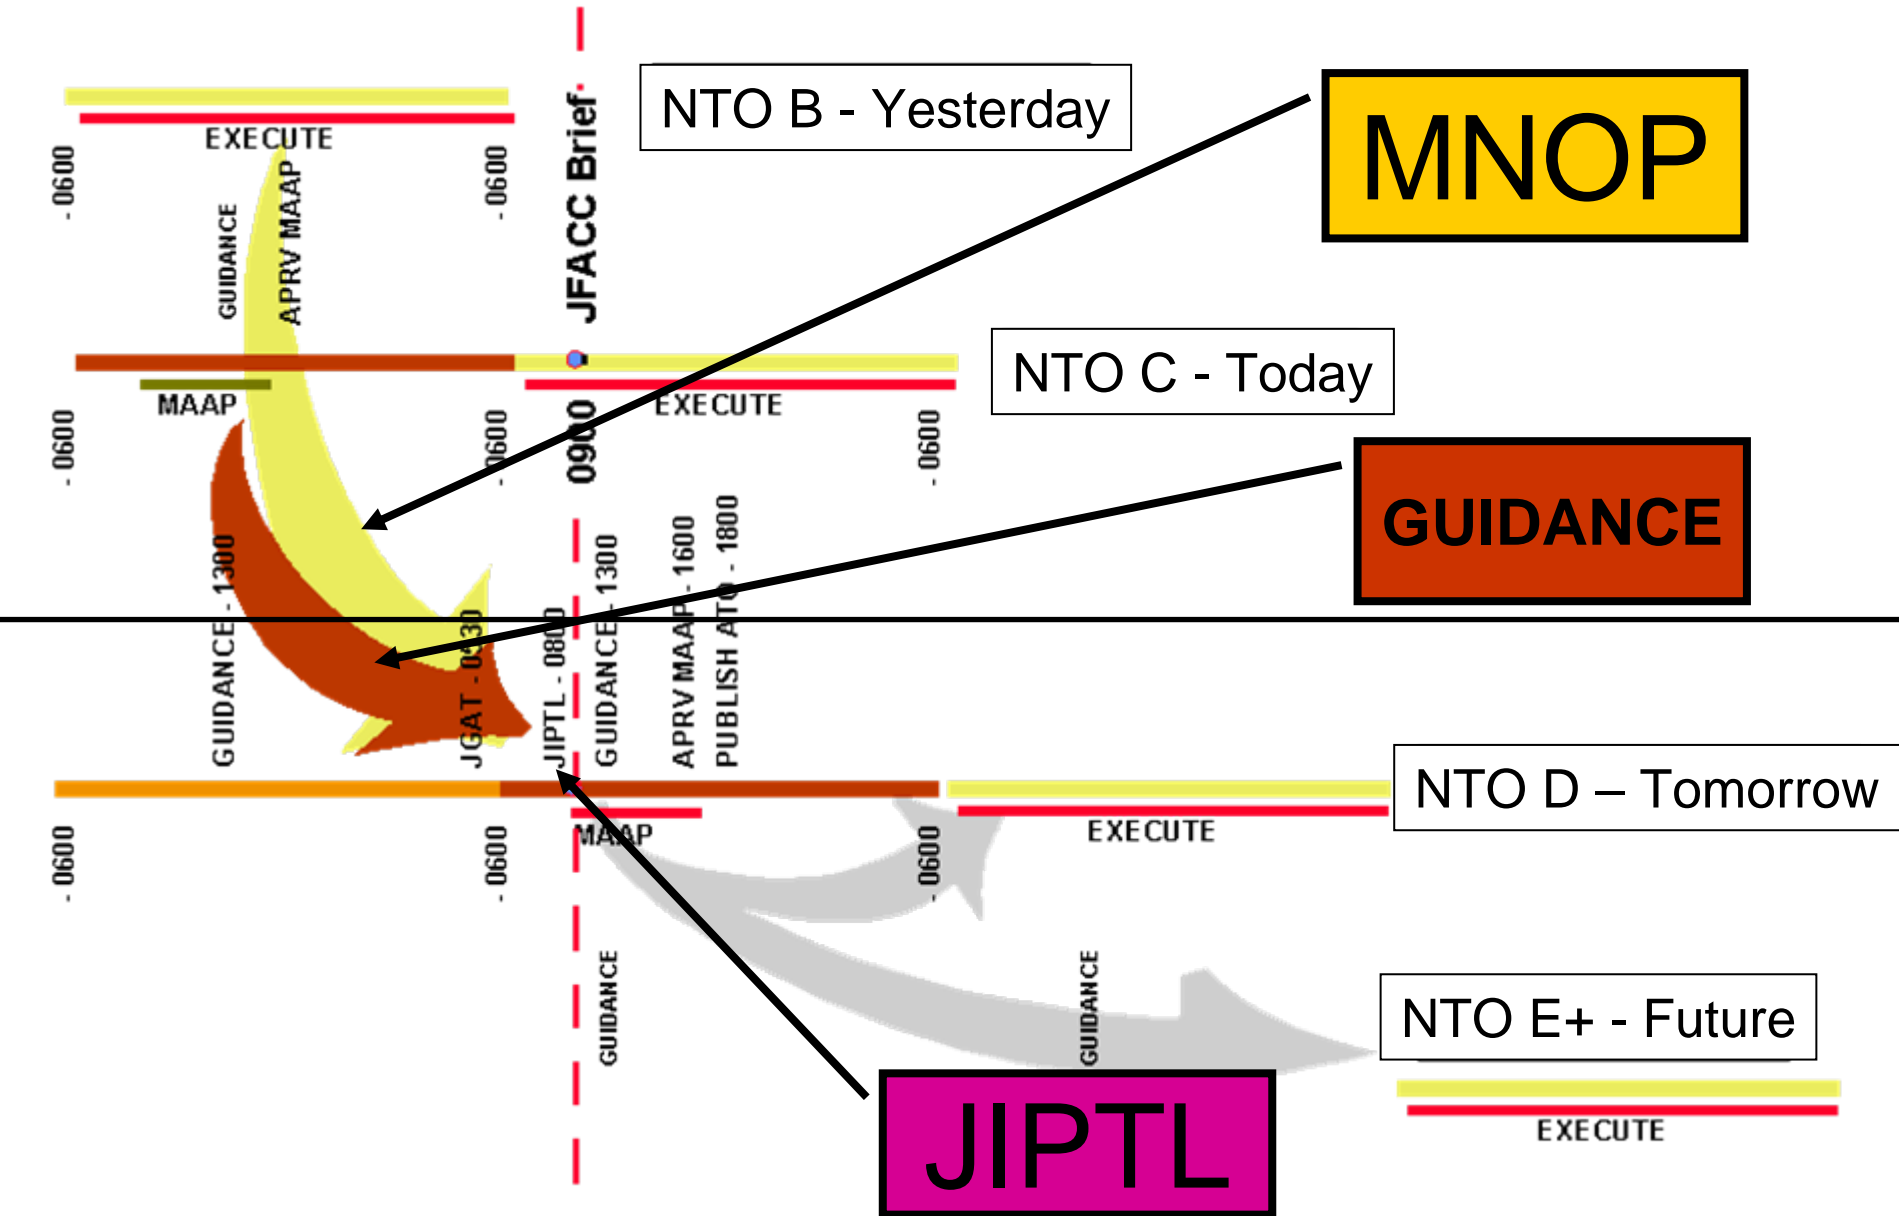 NTO B - Yesterday
MNOP
EXECUTE
- 0600
- 0600
GUIDANCE
APRV MAAP
JFACC Brief
0900
NTO C - Today
MAAP
EXECUTE
- 0600
- 0600
- 0600
GUIDANCE
GUIDANCE - 1300
JGAT - 0530
JIPTL - 0800
GUIDANCE - 1300
APRV MAAP - 1600
PUBLISH ATO - 1800
NTO D – Tomorrow
MAAP
EXECUTE
- 0600
- 0600
- 0600
GUIDANCE
GUIDANCE
NTO E+ - Future
JIPTL
EXECUTE